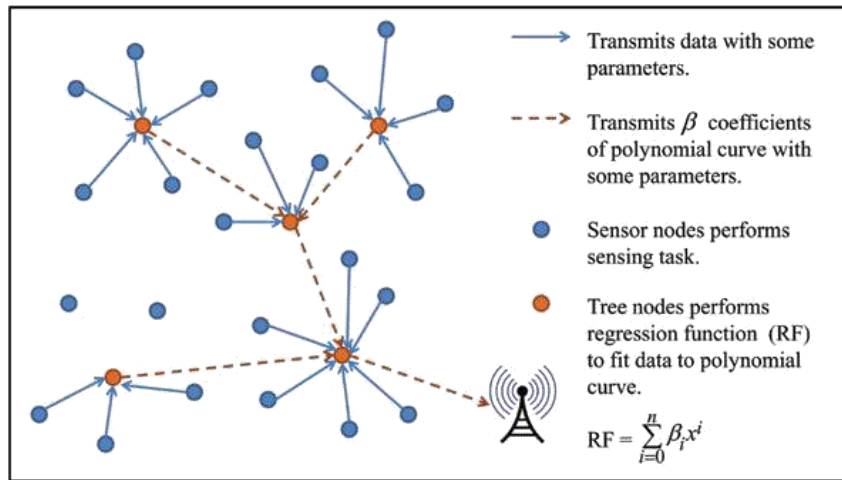 Transmits data with some
parameters.
Transmits β coefficients
of polynomial curve with
some parameters.
Sensor nodes performs
sensing task.
Tree nodes performs
regression function (RF)
to fit data to polynomial
curve.
RF = ∑_{i=0}^{n} β_i x^i